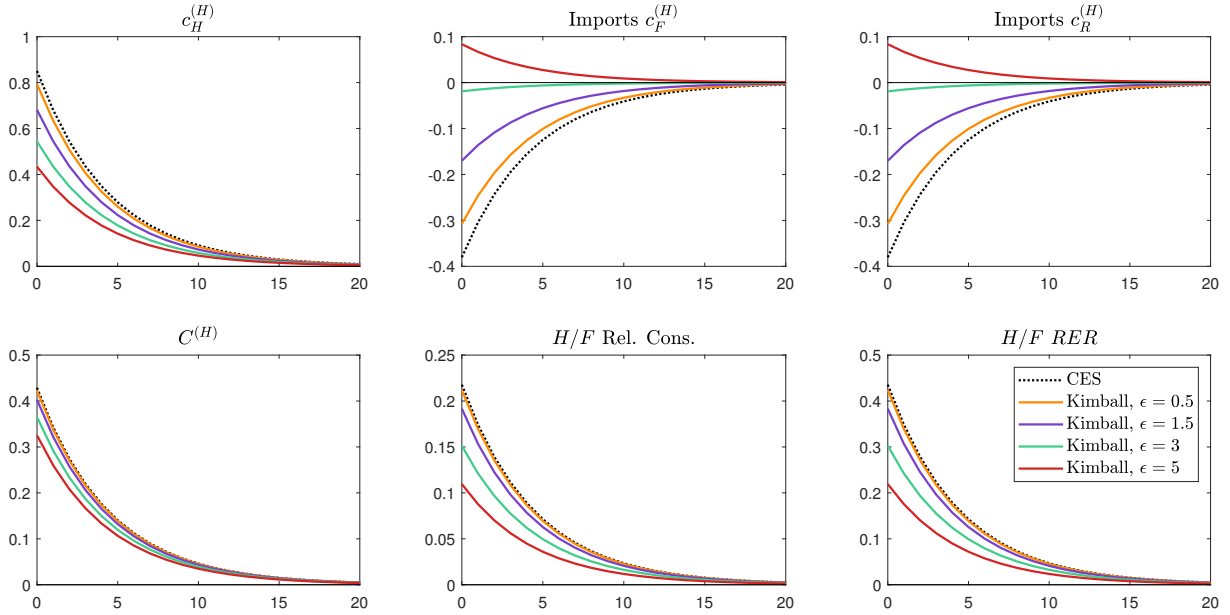 c_H^{(H)}
1
0.8
0.6
0.4
0.2
0
0 5 10 15 20
Imports c_F^{(H)}
0.1
0
-0.1
-0.2
-0.3
-0.4
0 5 10 15 20
Imports c_R^{(H)}
0.1
0
-0.1
-0.2
-0.3
-0.4
0 5 10 15 20
C^{(H)}
0.5
0.4
0.3
0.2
0.1
0
0 5 10 15 20
H/F Rel. Cons.
0.25
0.2
0.15
0.1
0.05
0
0 5 10 15 20
H/F RER
0.5
0.4
0.3
0.2
0.1
0
0 5 10 15 20
CES
Kimball, ϵ = 0.5
Kimball, ϵ = 1.5
Kimball, ϵ = 3
Kimball, ϵ = 5